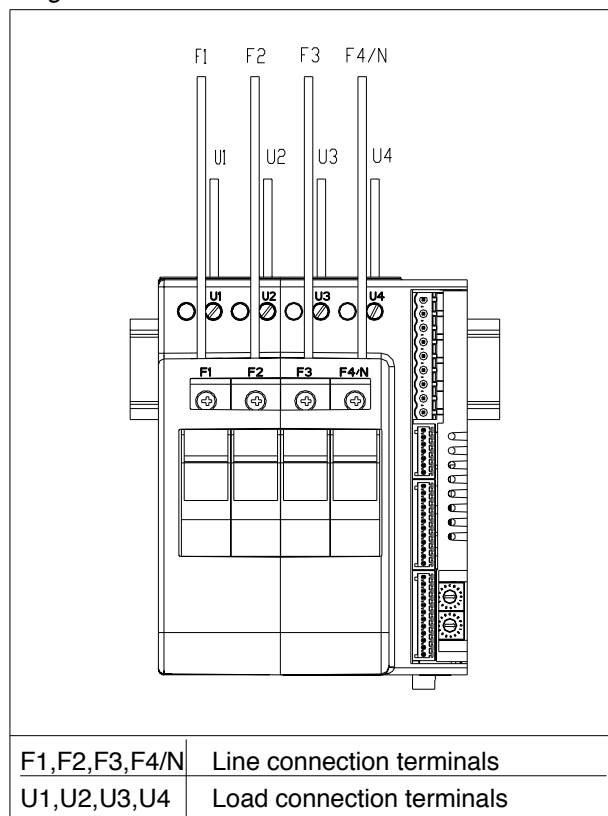 F1 F2 F3 F4/N
U1 U2 U3 U4
U1 U2 U3 U4
F1 F2 F3 F4/N
F1,F2,F3,F4/N Line connection terminals
U1,U2,U3,U4 Load connection terminals